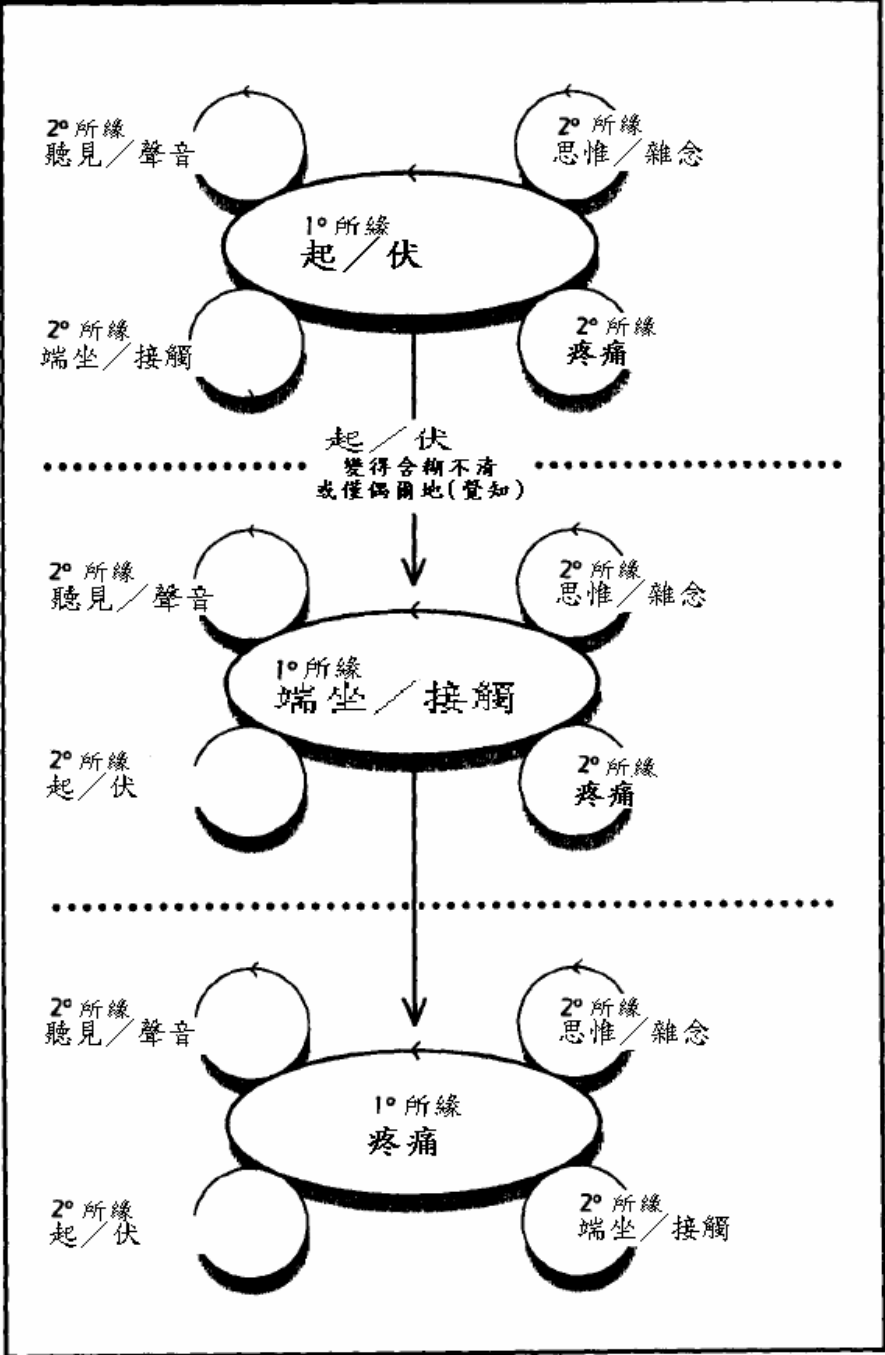 2° 所緣
聽見／聲音
2° 所緣
思惟／雜念
1° 所緣
起／伏
2° 所緣
端坐／接觸
2° 所緣
疼痛
起／伏
變得含糊不清
或僅偶爾地(覺知)
2° 所緣
聽見／聲音
2° 所緣
思惟／雜念
1° 所緣
端坐／接觸
2° 所緣
起／伏
2° 所緣
疼痛
2° 所緣
聽見／聲音
2° 所緣
思惟／雜念
1° 所緣
疼痛
2° 所緣
起／伏
2° 所緣
端坐／接觸